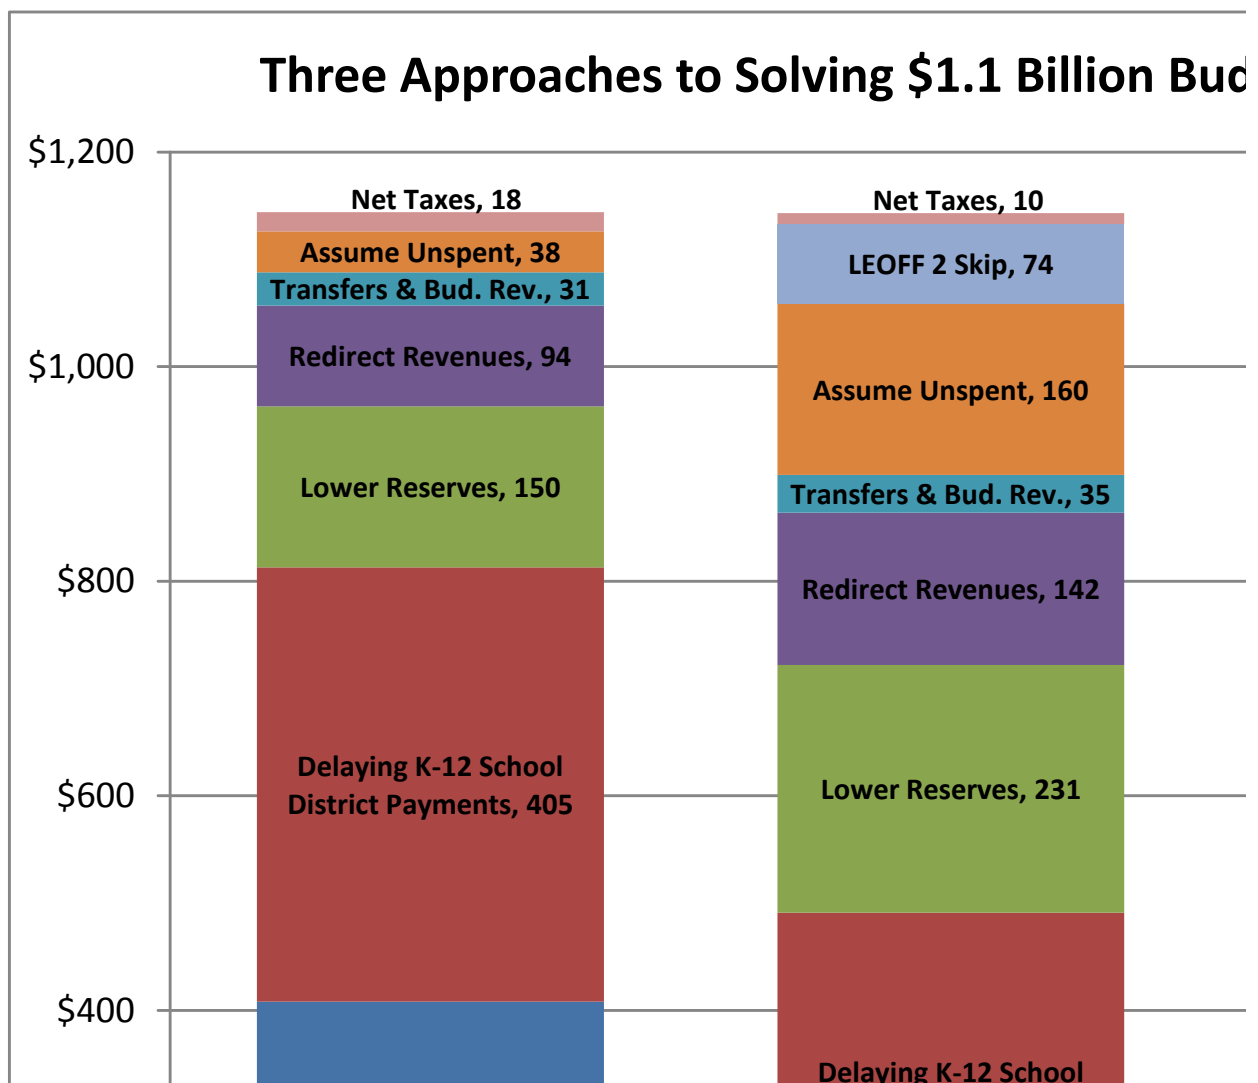 Three Approaches to Solving $1.1 Billion Bud
$1,200
$1,000
$800
$600
$400
Net Taxes, 18
Assume Unspent, 38
Transfers & Bud. Rev., 31
Redirect Revenues, 94
Lower Reserves, 150
Delaying K-12 School
District Payments, 405
Net Taxes, 10
LEOFF 2 Skip, 74
Assume Unspent, 160
Transfers & Bud. Rev., 35
Redirect Revenues, 142
Lower Reserves, 231
Delaying K-12 School